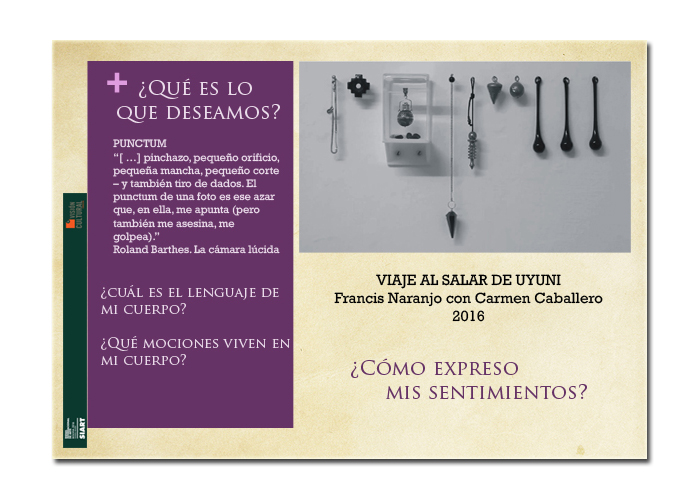 + ¿Qué es lo
que deseamos?
PUNCTUM
“[ ...] pinchazo, pequeño orificio,
pequeña mancha, pequeño corte
– y también tiro de dados. El
punctum de una foto es ese azar
que, en ella, me apunta (pero
también me asesina, me
golpea).”
Roland Barthes. La cámara lúcida
¿cuál es el lenguaje de
mi cuerpo?
¿Qué mociones viven en
mi cuerpo?
VISIÓN
CULTURAL
SIART
VIAJE AL SALAR DE UYUNI
Francis Naranjo con Carmen Caballero
2016
¿Cómo expreso
mis sentimientos?